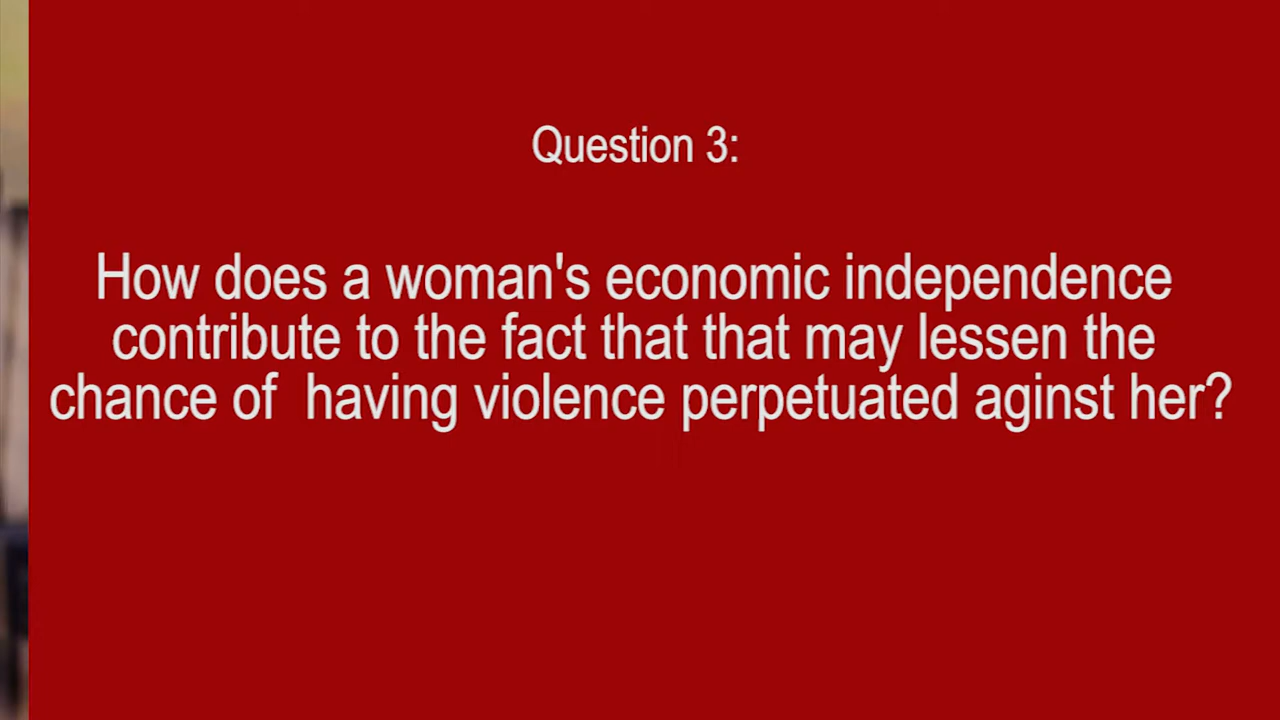 Question 3:
How does a woman's economic independence
contribute to the fact that that may lessen the
chance of  having violence perpetuated aginst her?